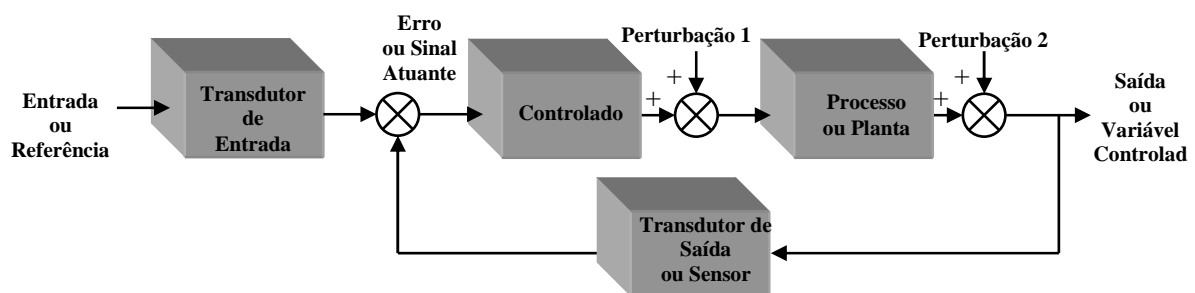 Entrada
ou
Referência
Transdutor
de
Entrada
Erro
ou Sinal
Atuante
Controlado
Perturbação 1
+
+
Processo
ou Planta
Perturbação 2
+
+
Saída
ou
Variável
Controlad
Transdutor de
Saída
ou Sensor